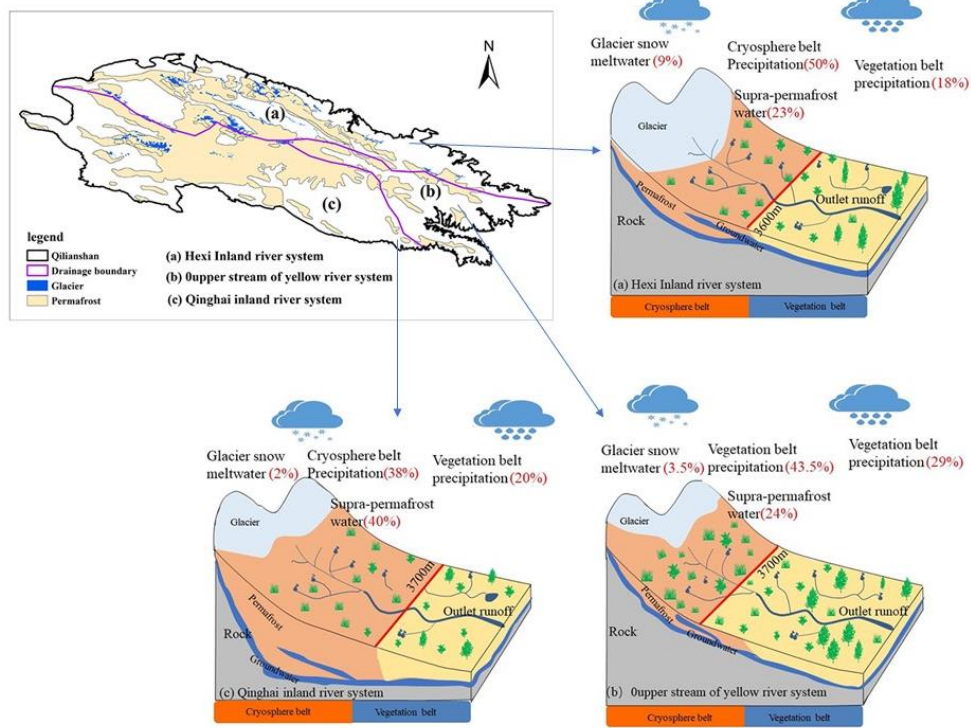 N
(a)
(b)
(c)
legend
Qilianshan
Drainage boundary
Glacier
Permafrost
(a) Hexi Inland river system
(b) 0upper stream of yellow river system
(c) Qinghai inland river system
Glacier snow
meltwater (9%)
Cryosphere belt
Precipitation(50%)
Vegetation belt
precipitation (18%)
Supra-permafrost
water(23%)
Glacier
Permafrost
Rock
Groundwater
3600m
Outlet runoff
(a) Hexi Inland river system
Cryosphere belt
Vegetation belt
Glacier snow
meltwater (2%)
Cryosphere belt
Precipitation(38%)
Vegetation belt
precipitation(20%)
Supra-permafrost
water(40%)
Glacier
3700m
Permafrost
Outlet runoff
Rock
Groundwater
(c) Qinghai inland river system
Cryosphere belt
Vegetation belt
Glacier snow
meltwater (3.5%)
Vegetation belt
precipitation(43.5%)
Vegetation belt
precipitation (29%)
Supra-permafrost
water(24%)
Glacier
3700m
Permafrost
Outlet runoff
Rock
Groundwater
(b) 0upper stream of yellow river system
Cryosphere belt
Vegetation belt